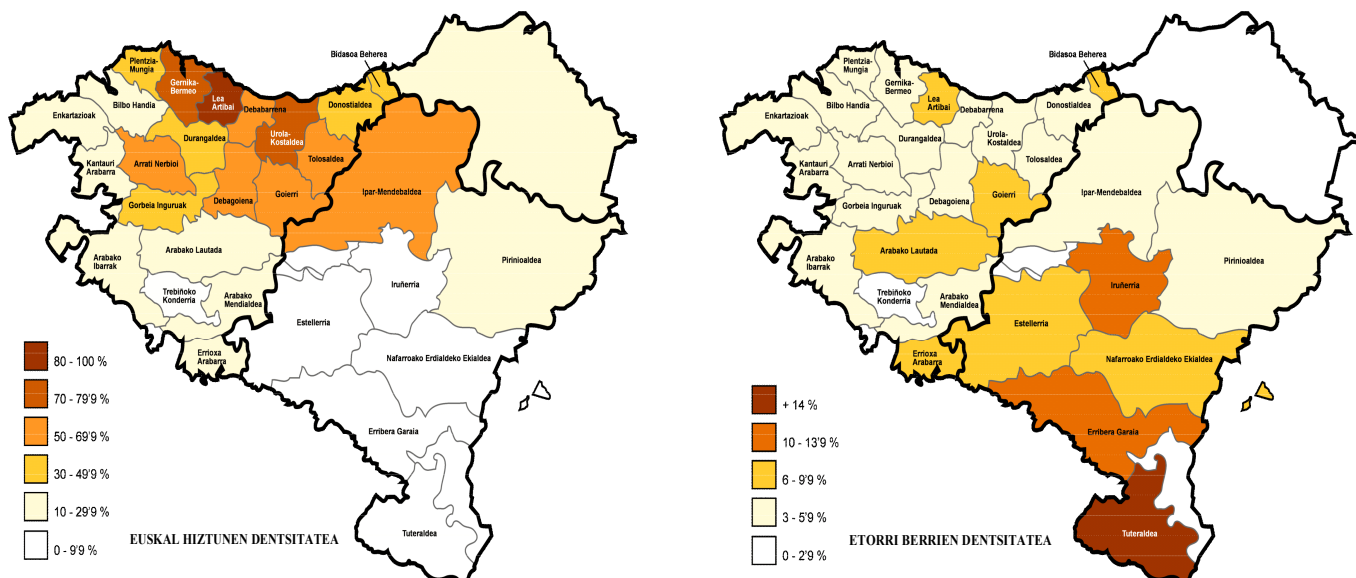 Bidasoa Beherea
Plentzia-
Mungia
Gernika-
Bermeo
Bilbo Handia
Lea
Artibai
Debabarrena
Donostialdea
Enkartazioak
Durangaldea
Urola-
Kostaldea
Kantauri
Arabarra
Arrati Nerbioi
Tolosaldea
Goierri
Ipar-Mendebaldea
Debagoiena
Gorbeia Inguruak
Arabako Lautada
Arabako
Ibarrak
Pirinioaldea
Trebiñoko
Konderria
Arabako
Mendialdea
Iruñerria
Estellerria
Errioxa
Arabarra
Nafarroako Erdialdeko Ekialdea
Erribera Garaia
Tuteraldea
80 - 100 %
70 - 79'9 %
50 - 69'9 %
30 - 49'9 %
10 - 29'9 %
0 - 9'9 %
EUSKAL HIZTUNEN DENTSITATEA
Bidasoa Beherea
Plentzia-
Mungia
Gernika-
Bermeo
Bilbo Handia
Lea
Artibai
Debabarrena
Donostialdea
Enkartazioak
Durangaldea
Urola-
Kostaldea
Kantauri
Arabarra
Arrati Nerbioi
Tolosaldea
Goierri
Ipar-Mendebaldea
Debagoiena
Gorbeia Inguruak
Arabako Lautada
Arabako
Ibarrak
Pirinioaldea
Trebiñoko
Konderria
Arabako
Mendialdea
Iruñerria
Estellerria
Errioxa
Arabarra
Nafarroako Erdialdeko Ekialdea
Erribera Garaia
Tuteraldea
+ 14 %
10 - 13'9 %
6 - 9'9 %
3 - 5'9 %
0 - 2'9 %
ETORRI BERRIEN DENTSITATEA